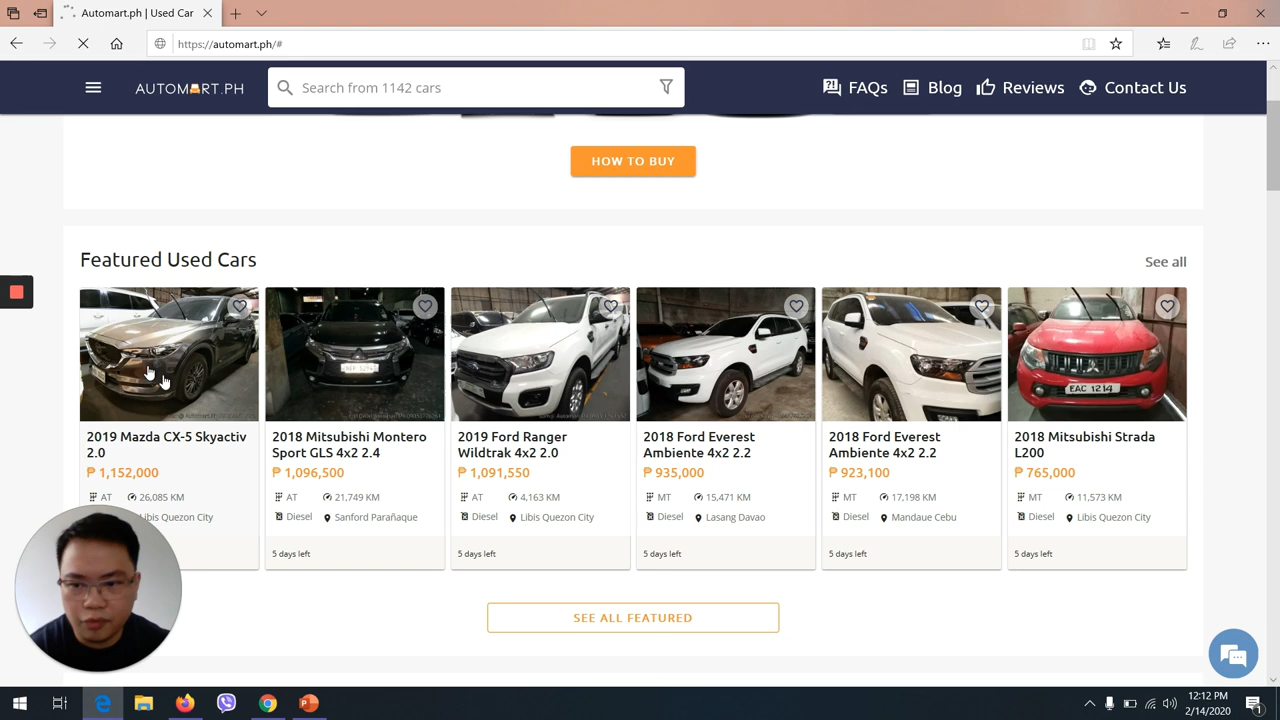 Automart.ph | Used Car
https://automart.ph/#
AUTOMART.PH
Search from 1142 cars
FAQs
Blog
Reviews
Contact Us
HOW TO BUY
Featured Used Cars
See all
2019 Mazda CX-5 Skyactiv
2.0
₱ 1,152,000
AT 26,085 KM
Libis Quezon City
2018 Mitsubishi Montero
Sport GLS 4x2 2.4
₱ 1,096,500
AT 21,749 KM
Diesel Sanford Parañaque
5 days left
2019 Ford Ranger
Wildtrak 4x2 2.0
₱ 1,091,550
AT 4,163 KM
Diesel Libis Quezon City
5 days left
2018 Ford Everest
Ambiente 4x2 2.2
₱ 935,000
MT 15,471 KM
Diesel Lasang Davao
5 days left
2018 Ford Everest
Ambiente 4x2 2.2
₱ 923,100
MT 17,198 KM
Diesel Mandaue Cebu
5 days left
EAC 1214
2018 Mitsubishi Strada
L200
₱ 765,000
MT 11,573 KM
Diesel Libis Quezon City
5 days left
SEE ALL FEATURED
12:12 PM
2/14/2020